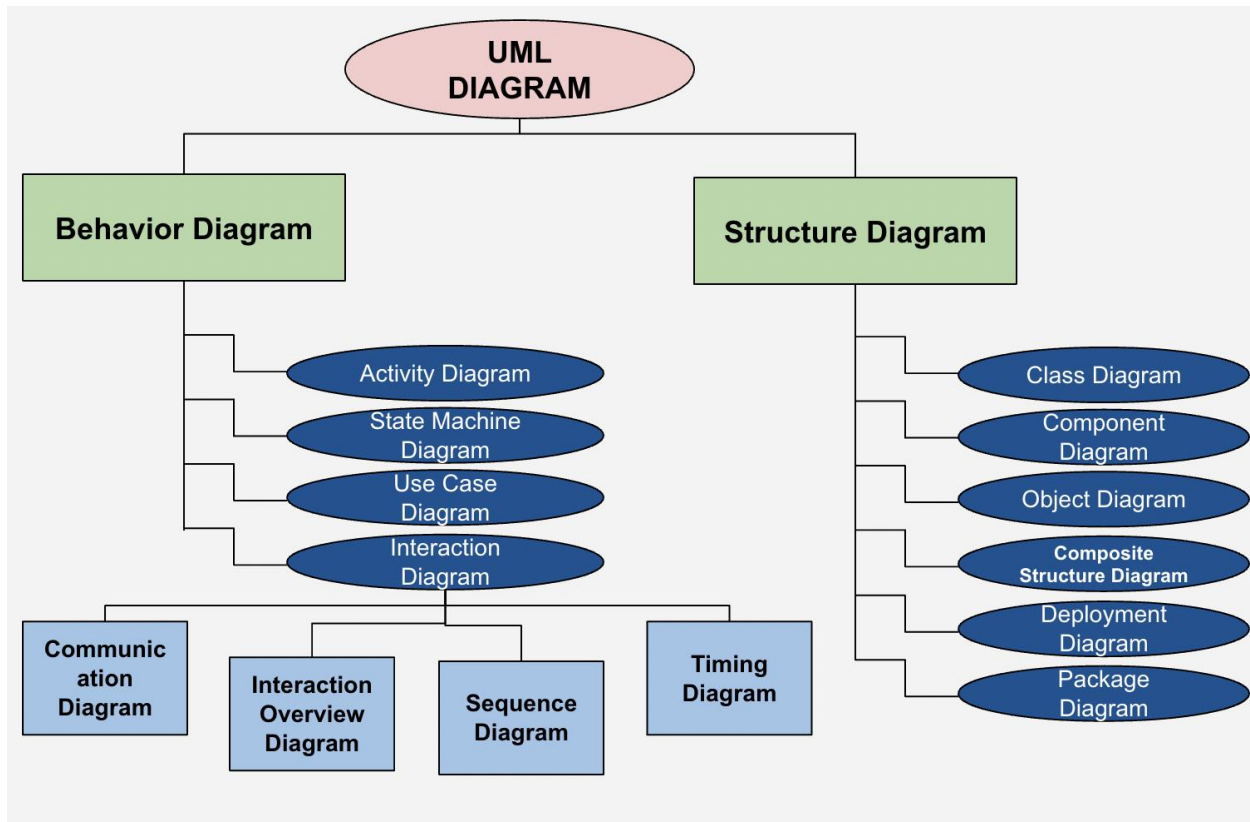 UML
DIAGRAM
Behavior Diagram
Structure Diagram
Activity Diagram
State Machine
Diagram
Use Case
Diagram
Interaction
Diagram
Class Diagram
Component
Diagram
Object Diagram
Composite
Structure Diagram
Deployment
Diagram
Package
Diagram
Communic
ation
Diagram
Interaction
Overview
Diagram
Sequence
Diagram
Timing
Diagram